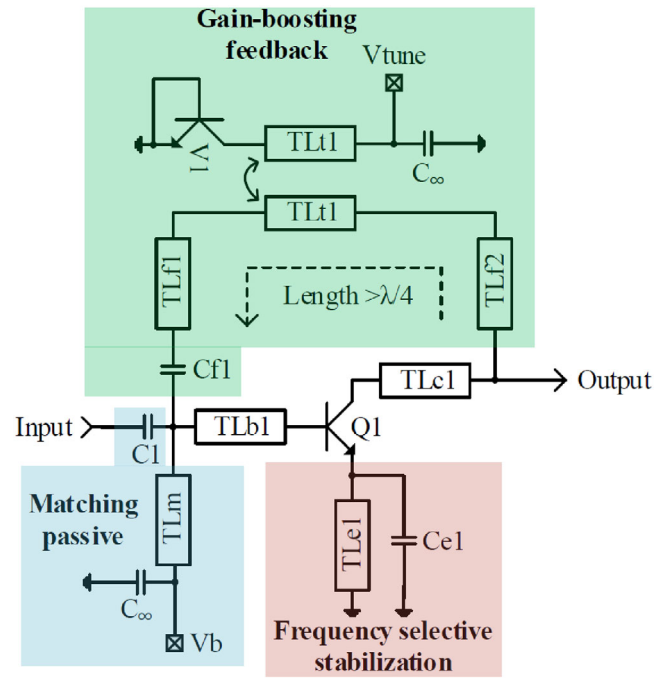 Gain-boosting
feedback
Vtune
TLt1
V1
C∞
TLt1
TLf1
TLf2
Length >λ/4
Cf1
TLc1
Output
Input
C1
TLb1
Q1
Matching
passive
TLm
C∞
Vb
TLe1
Ce1
Frequency selective
stabilization